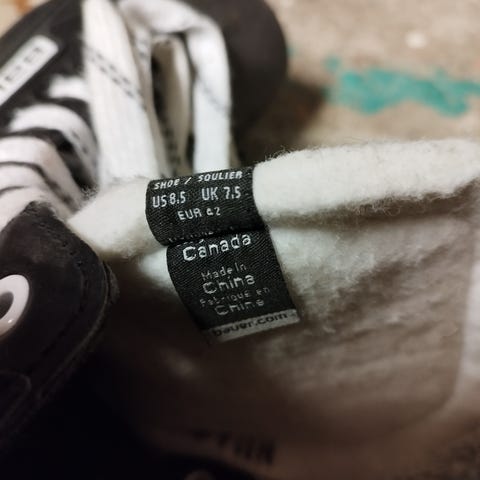 SHOE / SOULIER
US 8.5 UK 7.5
EUR 42
Canada
Made in
China
Fabriqué en
Chine
bauer.com